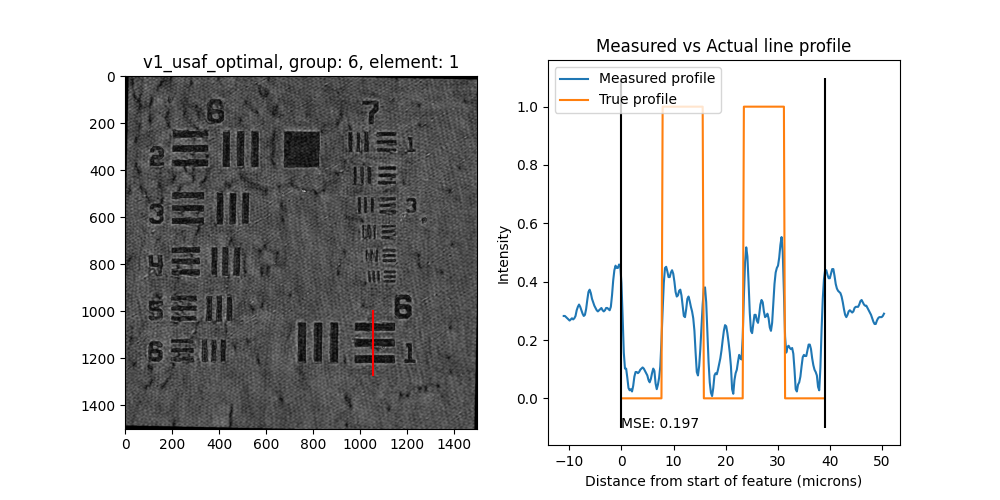 v1_usaf_optimal, group: 6, element: 1
0
200
400
600
800
1000
1200
1400
0 200 400 600 800 1000 1200 1400
6 7
2 1
3 3
4
5 6
6 1
Measured vs Actual line profile
Measured profile
True profile
Intensity
1.0
0.8
0.6
0.4
0.2
0.0
MSE: 0.197
−10 0 10 20 30 40 50
Distance from start of feature (microns)